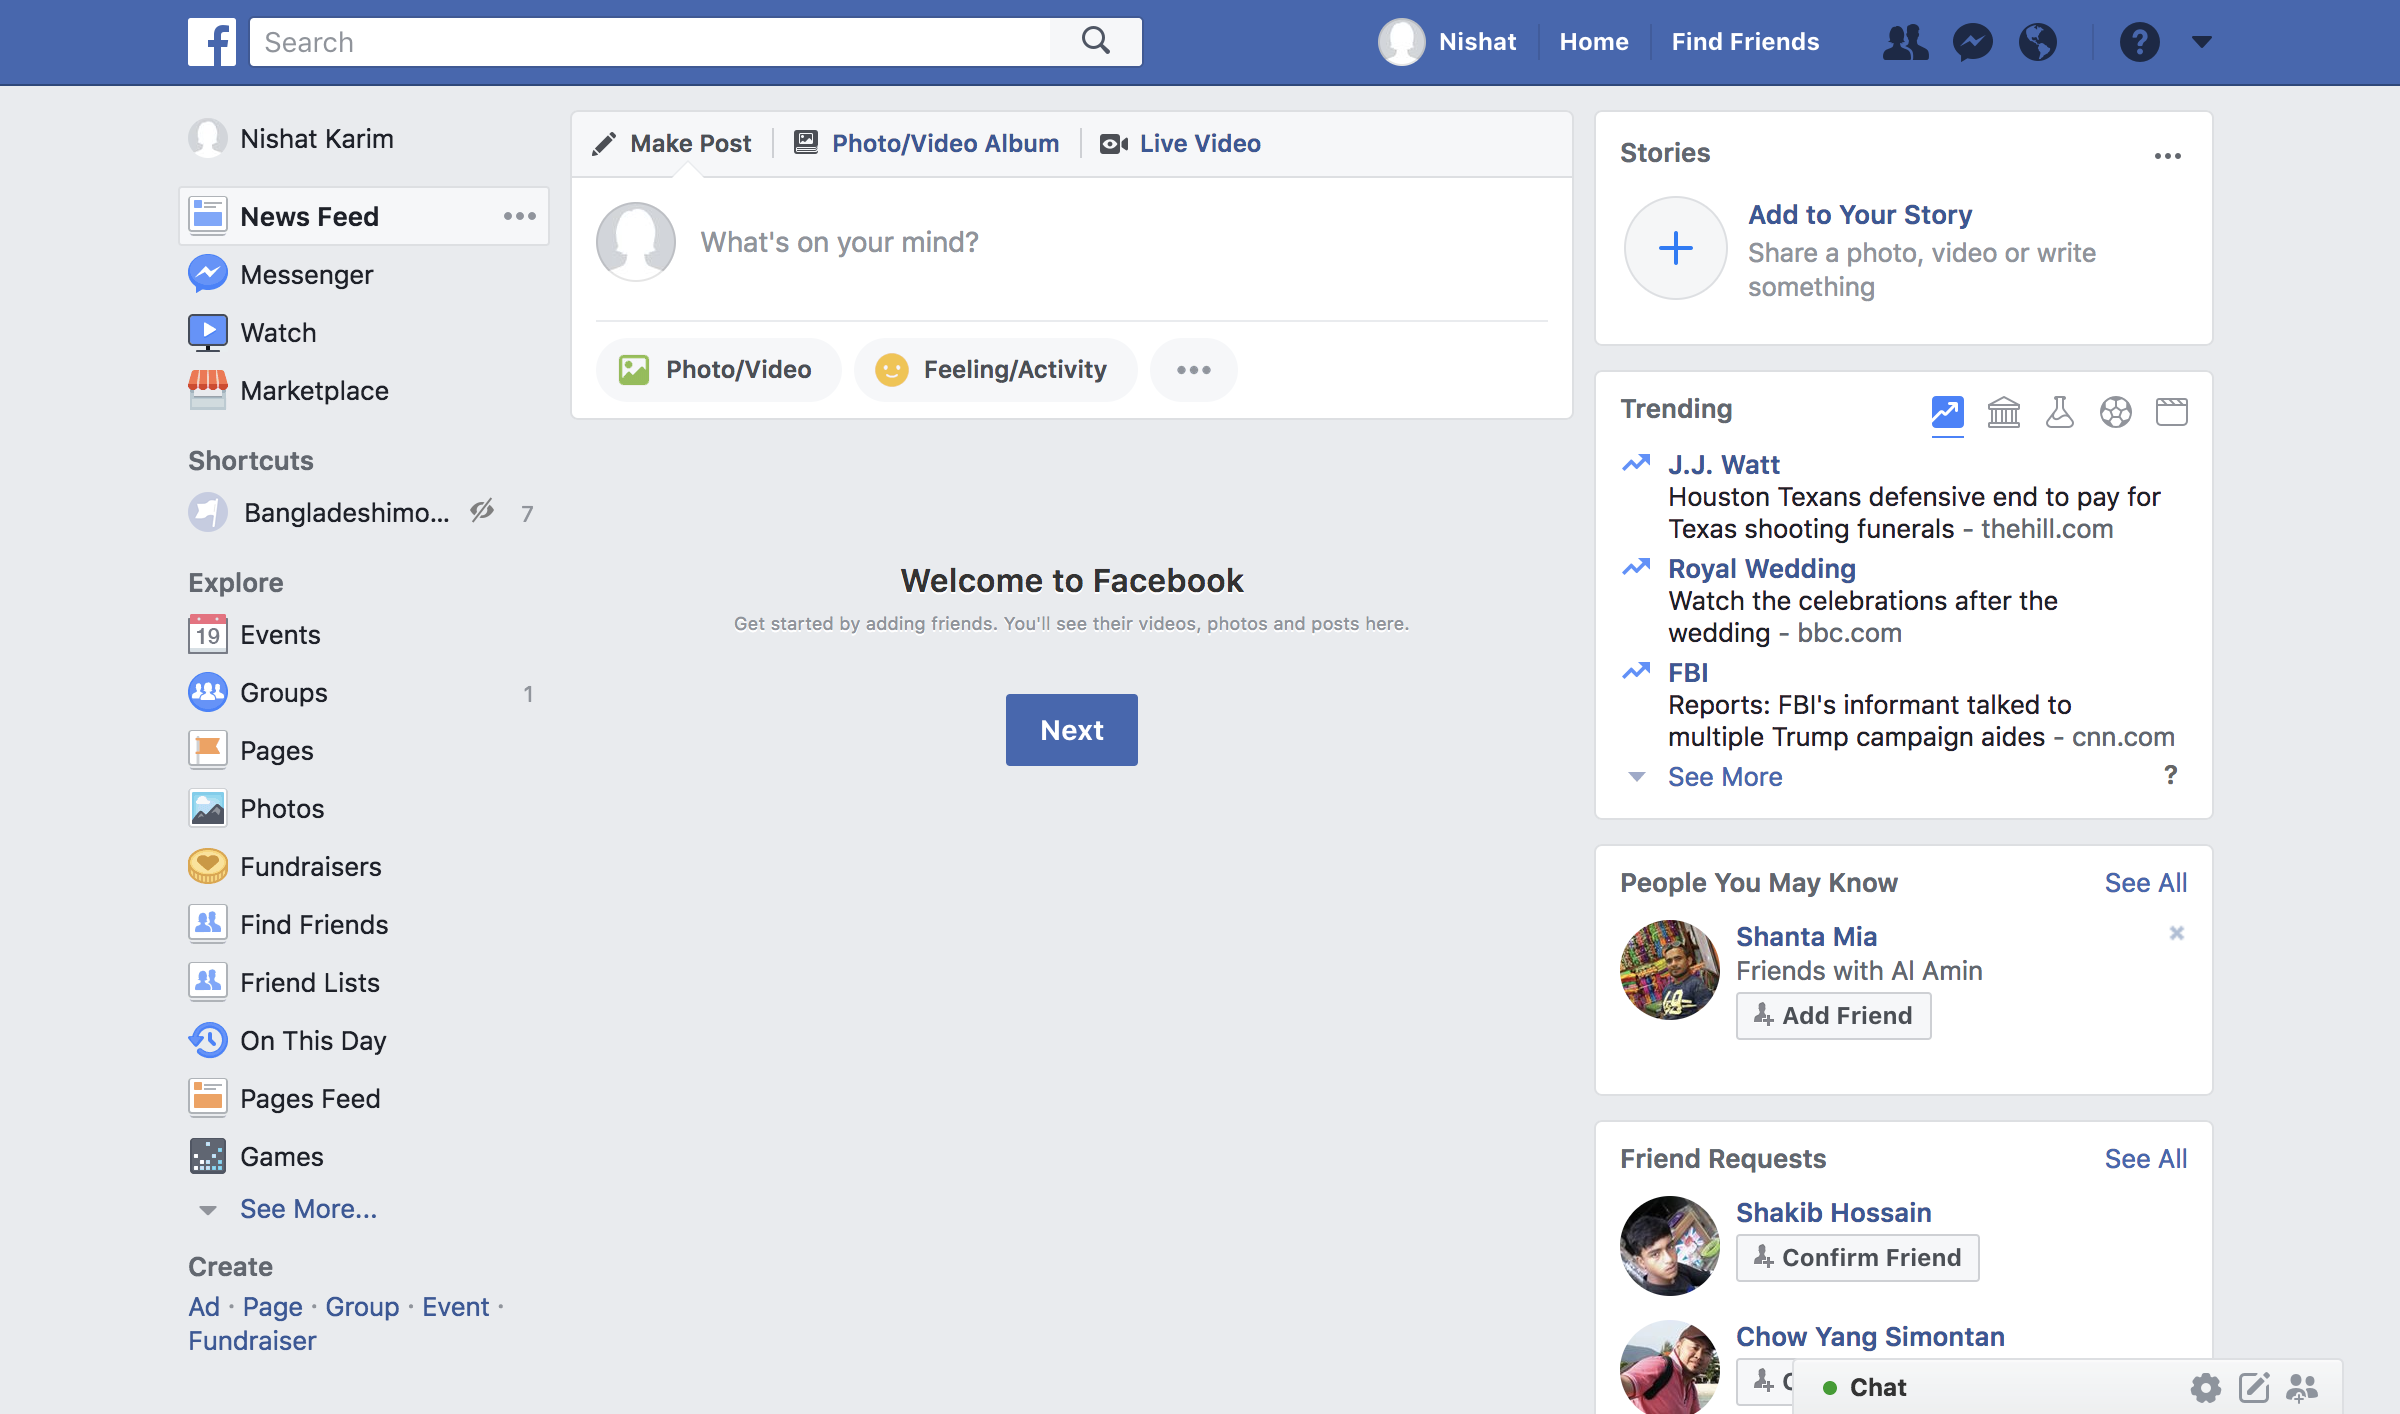 Search
Nishat
Home
Find Friends
Nishat Karim
News Feed
Messenger
Watch
Marketplace
Shortcuts
Bangladeshimo... 7
Explore
19 Events
Groups 1
Pages
Photos
Fundraisers
Find Friends
Friend Lists
On This Day
Pages Feed
Games
See More...
Create
Ad · Page · Group · Event ·
Fundraiser
Make Post
Photo/Video Album
Live Video
What's on your mind?
Photo/Video
Feeling/Activity
Welcome to Facebook
Get started by adding friends. You'll see their videos, photos and posts here.
Next
Stories
Add to Your Story
Share a photo, video or write
something
Trending
J.J. Watt
Houston Texans defensive end to pay for
Texas shooting funerals - thehill.com
Royal Wedding
Watch the celebrations after the
wedding - bbc.com
FBI
Reports: FBI's informant talked to
multiple Trump campaign aides - cnn.com
See More ?
People You May Know See All
Shanta Mia
Friends with Al Amin
Add Friend
Friend Requests See All
Shakib Hossain
Confirm Friend
Chow Yang Simontan
Chat